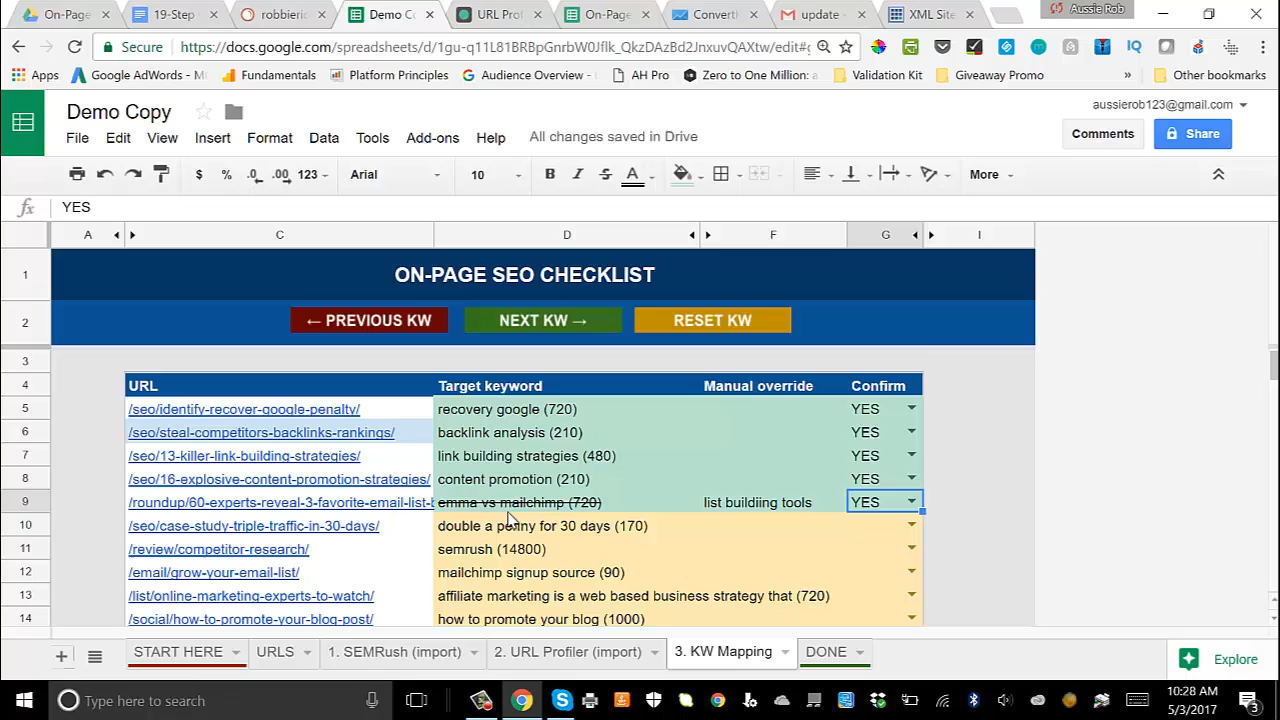 On-Pag
19-Step
robbieric
Demo Co
URL Prof
On-Page
Convert
update
XML Site
Aussie Rob
Secure
https://docs.google.com/spreadsheets/d/1gu-q11L81BRBpGnrbW0Jflk_QkzDAzBd2JnxuvQAXtw/edit#g
Apps
Google AdWords - M
Fundamentals
Platform Principles
Audience Overview -
AH Pro
Zero to One Million: a
Validation Kit
Giveaway Promo
»
Other bookmarks
Demo Copy
aussierob123@gmail.com
File Edit View Insert Format Data Tools Add-ons Help All changes saved in Drive
Comments
Share
$ % .0 .00 123 Arial 10 B I S A More
fx YES
A C D F G I
1 ON-PAGE SEO CHECKLIST
2 ← PREVIOUS KW NEXT KW → RESET KW
3
4 URL Target keyword Manual override Confirm
5 /seo/identify-recover-google-penalty/ recovery google (720) YES
6 /seo/steal-competitors-backlinks-rankings/ backlink analysis (210) YES
7 /seo/13-killer-link-building-strategies/ link building strategies (480) YES
8 /seo/16-explosive-content-promotion-strategies/ content promotion (210) YES
9 /roundup/60-experts-reveal-3-favorite-email-list-b emma vs mailchimp (720) list buildiing tools YES
10 /seo/case-study-triple-traffic-in-30-days/ double a penny for 30 days (170)
11 /review/competitor-research/ semrush (14800)
12 /email/grow-your-email-list/ mailchimp signup source (90)
13 /list/online-marketing-experts-to-watch/ affiliate marketing is a web based business strategy that (720)
14 /social/how-to-promote-your-blog-post/ how to promote your blog (1000)
START HERE URLS 1. SEMRush (import) 2. URL Profiler (import) 3. KW Mapping DONE
Explore
Type here to search
10:28 AM
5/3/2017
3